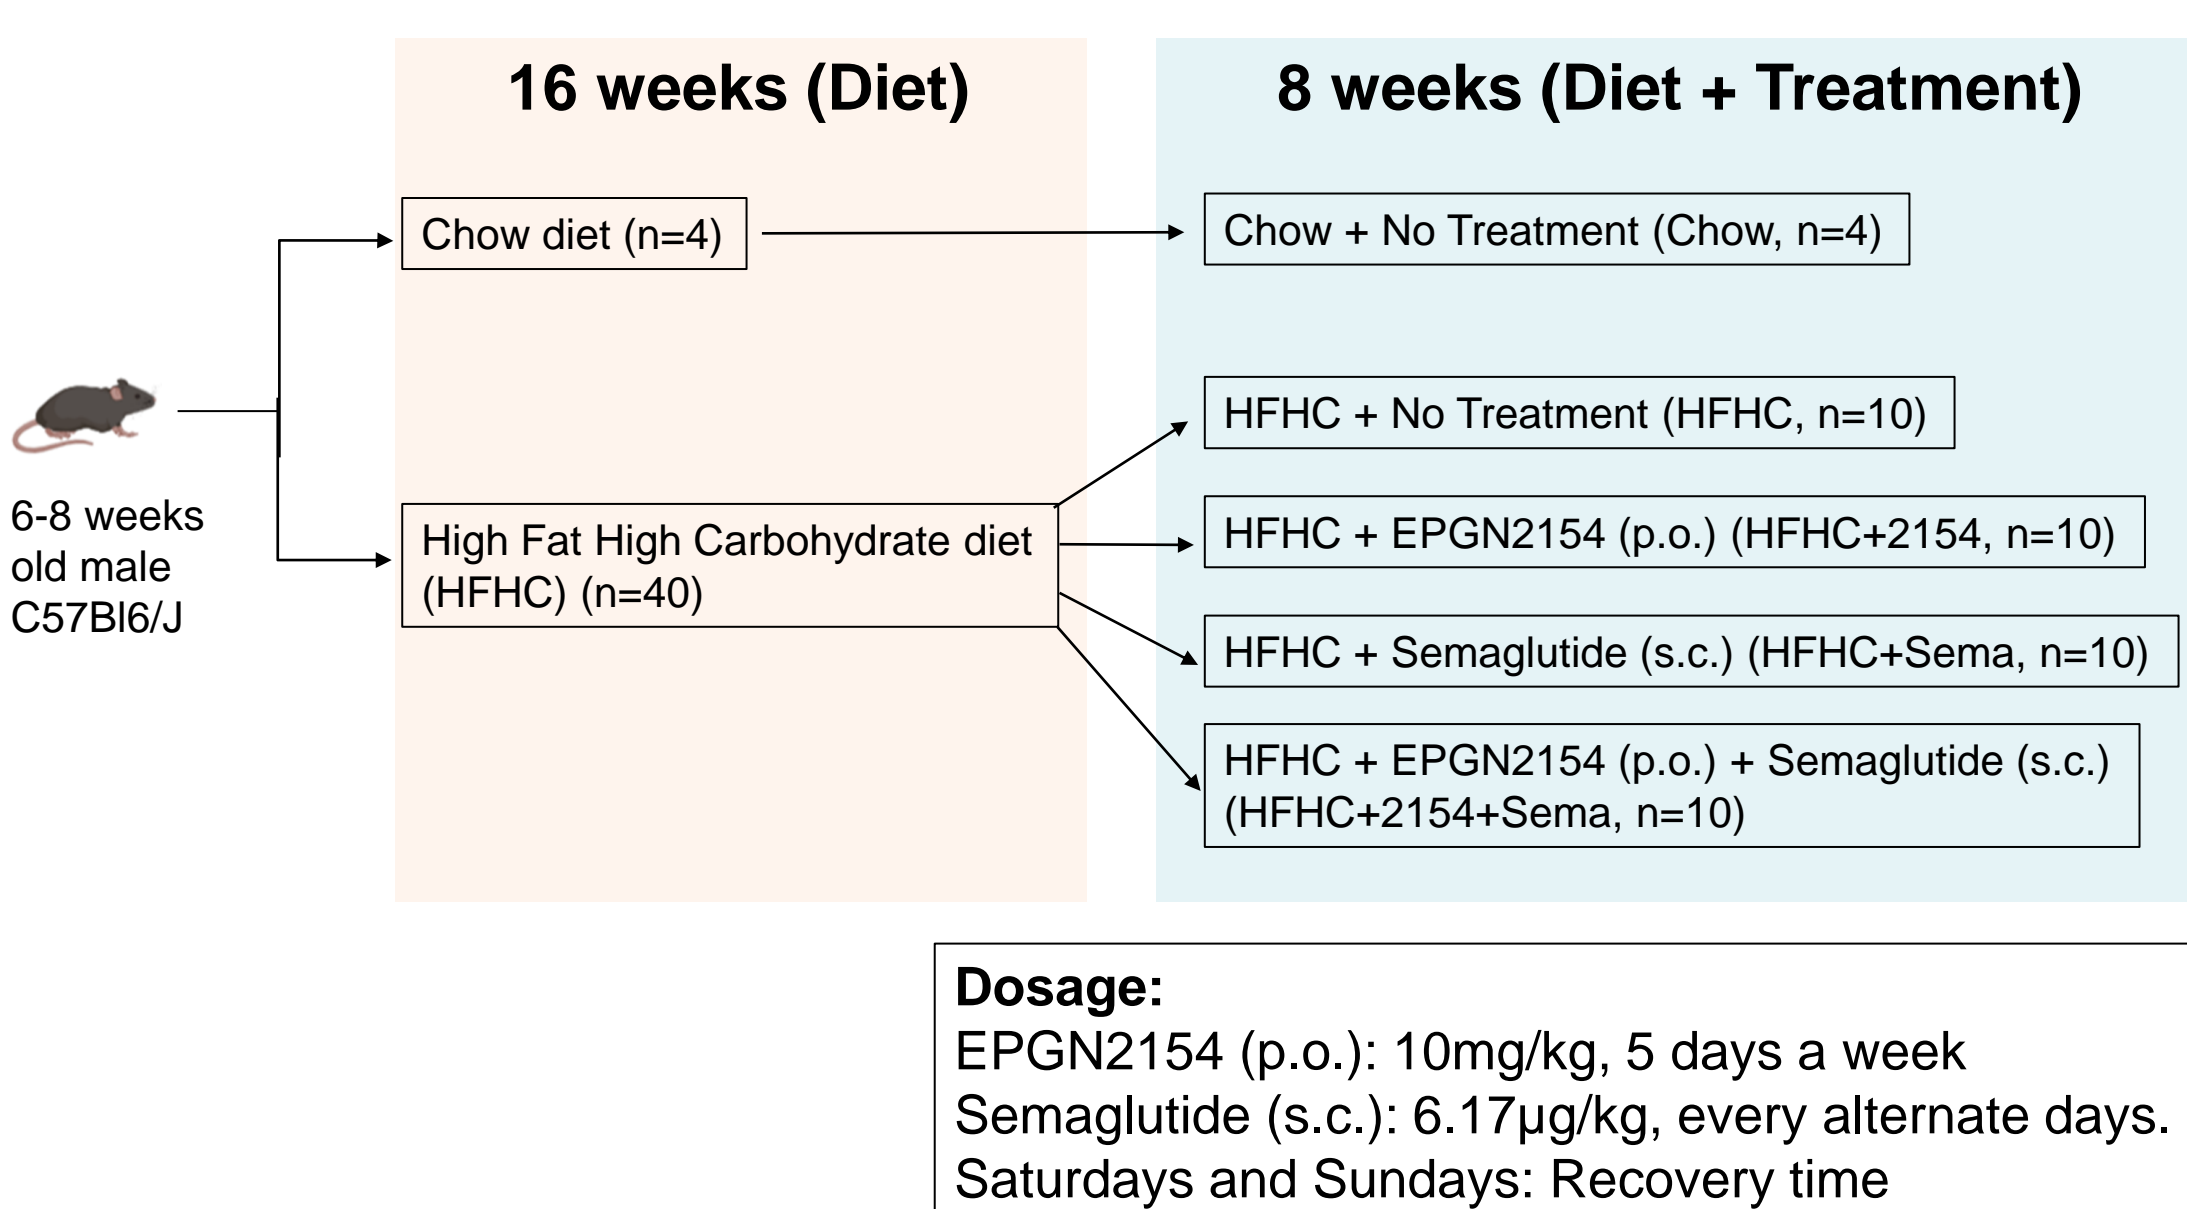 16 weeks (Diet)
8 weeks (Diet + Treatment)
Chow diet (n=4)
Chow + No Treatment (Chow, n=4)
6-8 weeks
old male
C57Bl6/J
High Fat High Carbohydrate diet
(HFHC) (n=40)
HFHC + No Treatment (HFHC, n=10)
HFHC + EPGN2154 (p.o.) (HFHC+2154, n=10)
HFHC + Semaglutide (s.c.) (HFHC+Sema, n=10)
HFHC + EPGN2154 (p.o.) + Semaglutide (s.c.)
(HFHC+2154+Sema, n=10)
Dosage:
EPGN2154 (p.o.): 10mg/kg, 5 days a week
Semaglutide (s.c.): 6.17µg/kg, every alternate days.
Saturdays and Sundays: Recovery time